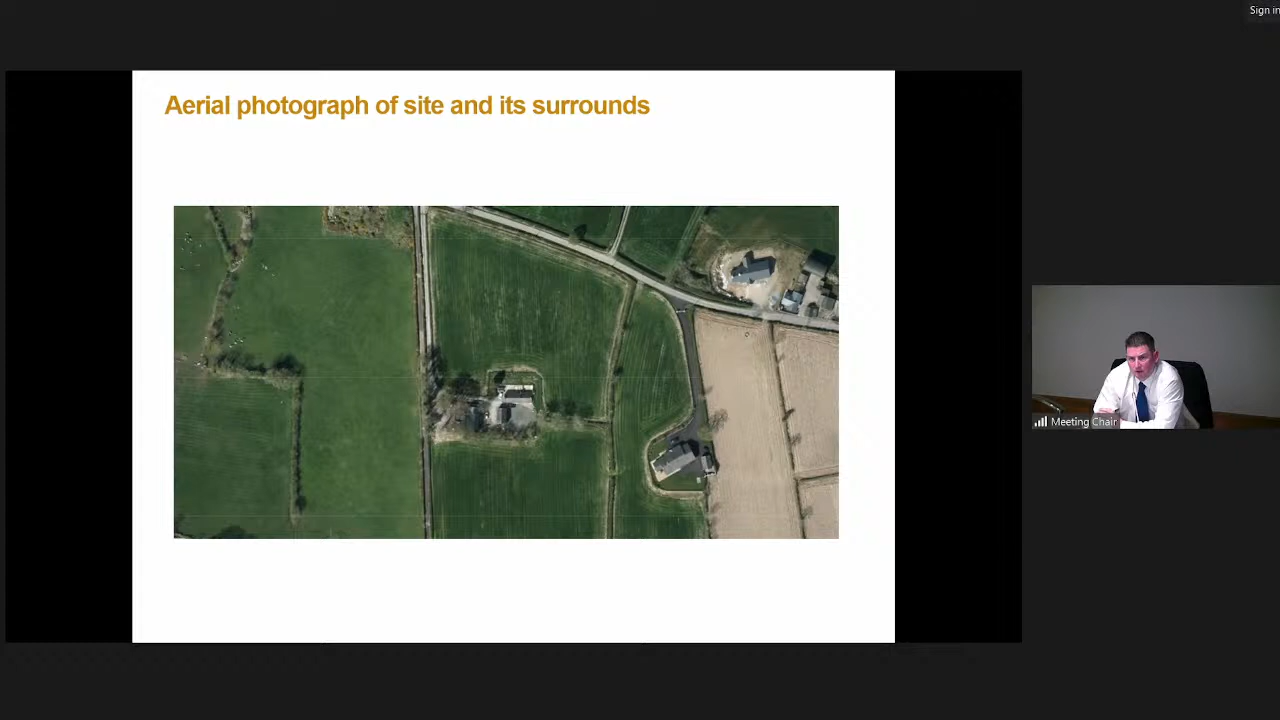 Sign in
Aerial photograph of site and its surrounds
Meeting Chair